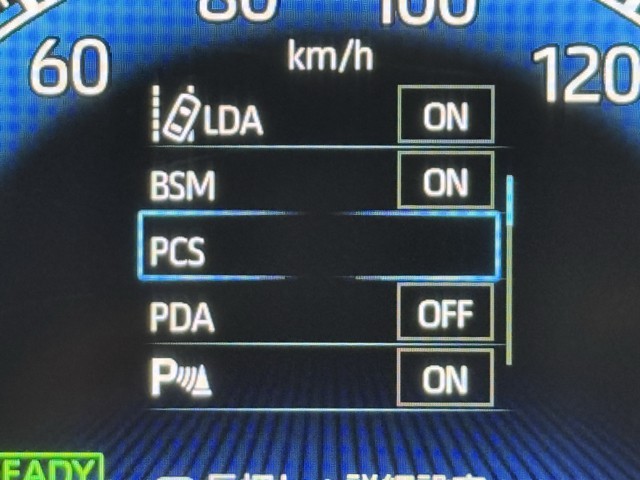 80 100
60 km/h 120
LDA ON
BSM ON
PCS
PDA OFF
P ON